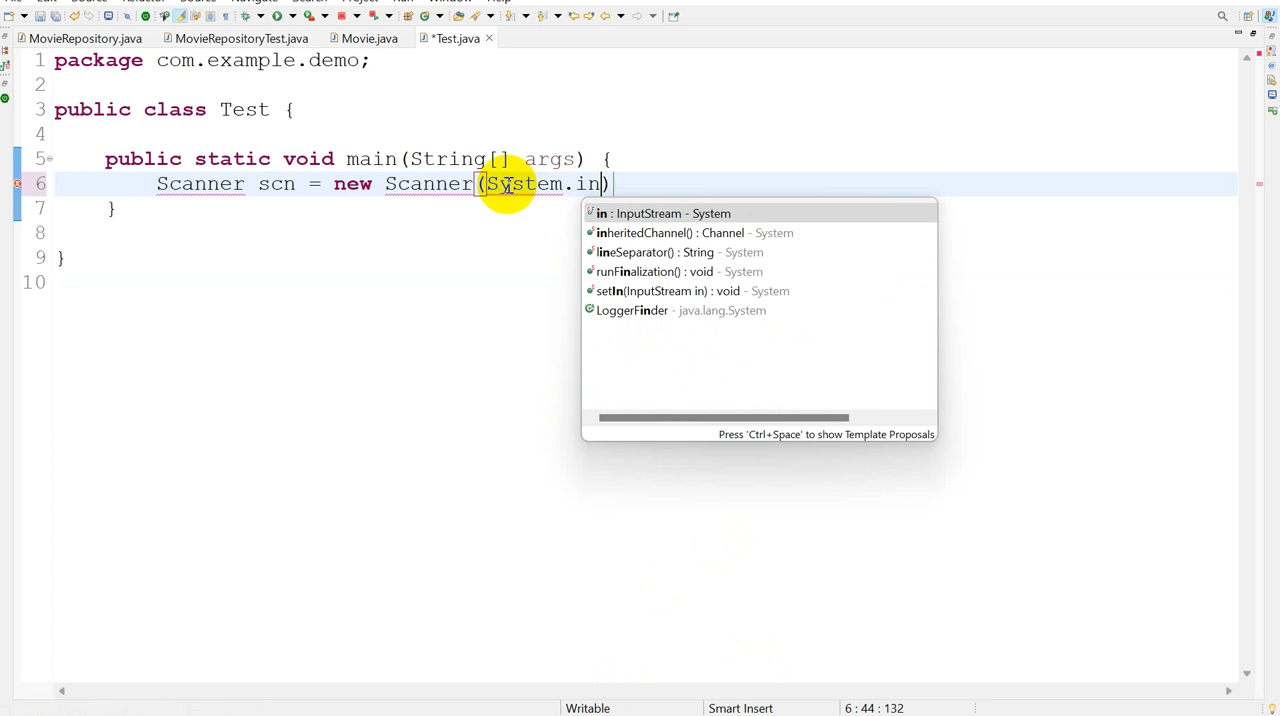 MovieRepository.java
MovieRepositoryTest.java
Movie.java
*Test.java
1 package com.example.demo;
2
3 public class Test {
4
5 public static void main(String[] args) {
6 Scanner scn = new Scanner(System.in)
7 }
8
9 }
10
in : InputStream - System
inheritedChannel() : Channel - System
lineSeparator() : String - System
runFinalization() : void - System
setIn(InputStream in) : void - System
LoggerFinder - java.lang.System
Press 'Ctrl+Space' to show Template Proposals
Writable
Smart Insert
6 : 44 : 132